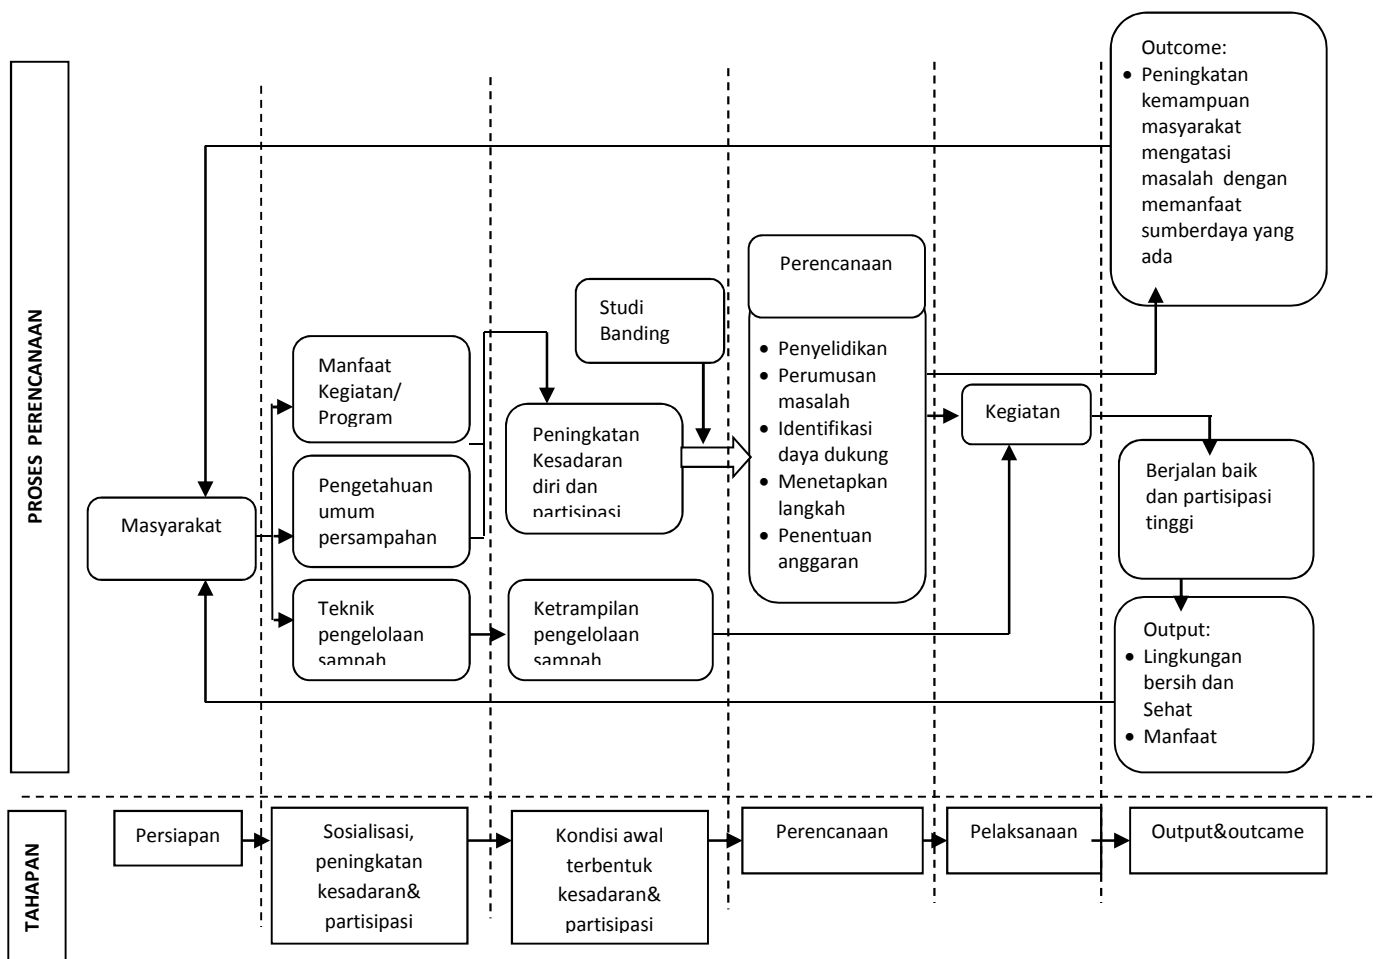 PROSES PERENCANAAN
Masyarakat
Manfaat
Kegiatan/
Program
Pengetahuan
umum
persampahan
Teknik
pengelolaan
sampah
Studi
Banding
Peningkatan
Kesadaran
diri dan
partisipasi
Ketrampilan
pengelolaan
sampah
Perencanaan
• Penyelidikan
• Perumusan
masalah
• Identifikasi
daya dukung
• Menetapkan
langkah
• Penentuan
anggaran
Kegiatan
Outcome:
• Peningkatan
kemampuan
masyarakat
mengatasi
masalah dengan
memanfaat
sumberdaya yang
ada
Berjalan baik
dan partisipasi
tinggi
Output:
• Lingkungan
bersih dan
Sehat
• Manfaat
TAHAPAN
Persiapan
Sosialisasi,
peningkatan
kesadaran&
partisipasi
Kondisi awal
terbentuk
kesadaran&
partisipasi
Perencanaan
Pelaksanaan
Output&outcame